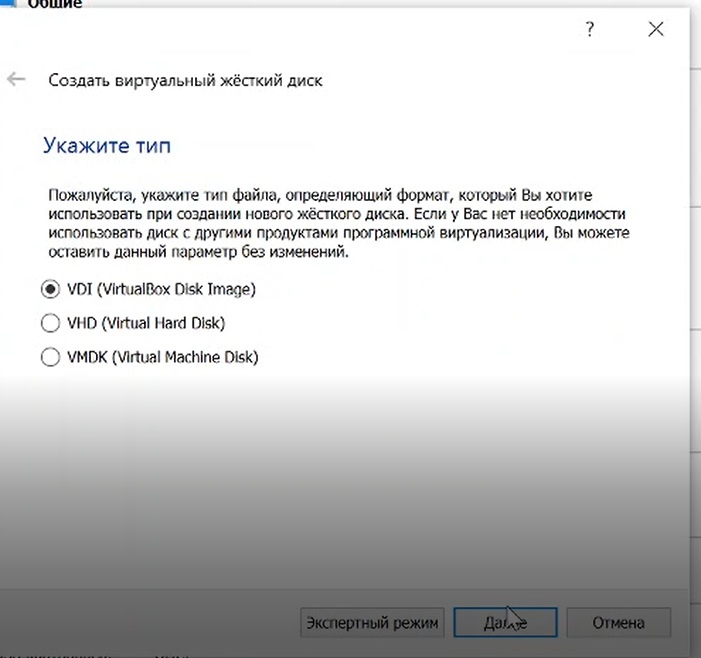 Общие
?
Создать виртуальный жёсткий диск
Укажите тип
Пожалуйста, укажите тип файла, определяющий формат, который Вы хотите
использовать при создании нового жёсткого диска. Если у Вас нет необходимости
использовать диск с другими продуктами программной виртуализации, Вы можете
оставить данный параметр без изменений.
VDI (VirtualBox Disk Image)
VHD (Virtual Hard Disk)
VMDK (Virtual Machine Disk)
Экспертный режим
Далее
Отмена